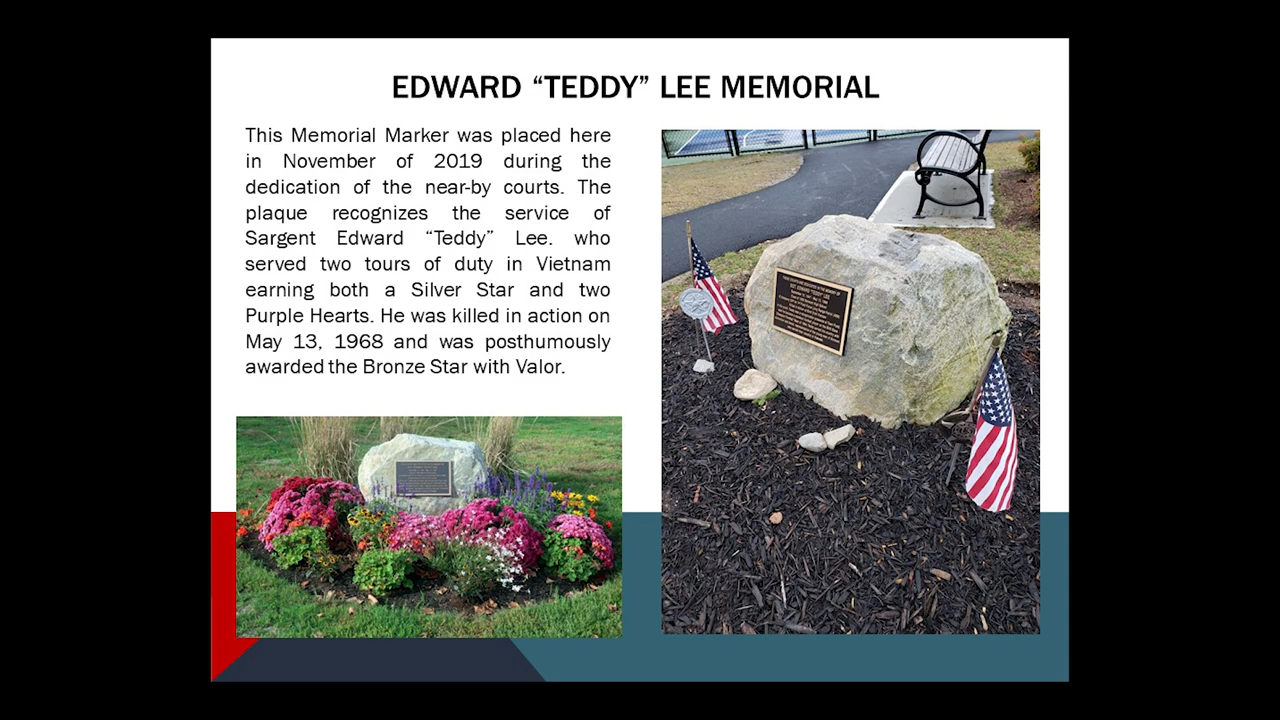 EDWARD “TEDDY” LEE MEMORIAL
This Memorial Marker was placed here
in November of 2019 during the
dedication of the near-by courts. The
plaque recognizes the service of
Sargent Edward “Teddy” Lee. who
served two tours of duty in Vietnam
earning both a Silver Star and two
Purple Hearts. He was killed in action on
May 13, 1968 and was posthumously
awarded the Bronze Star with Valor.